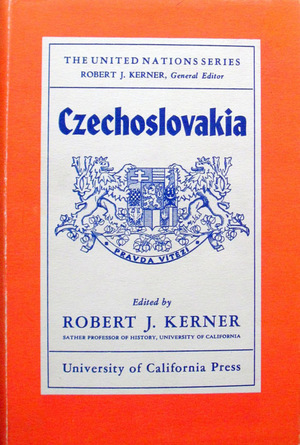 THE UNITED NATIONS SERIES
ROBERT J. KERNER, General Editor
Czechoslovakia
PRAVDA VÍTĚZÍ
Edited by
ROBERT J. KERNER
SATHER PROFESSOR OF HISTORY, UNIVERSITY OF CALIFORNIA
University of California Press